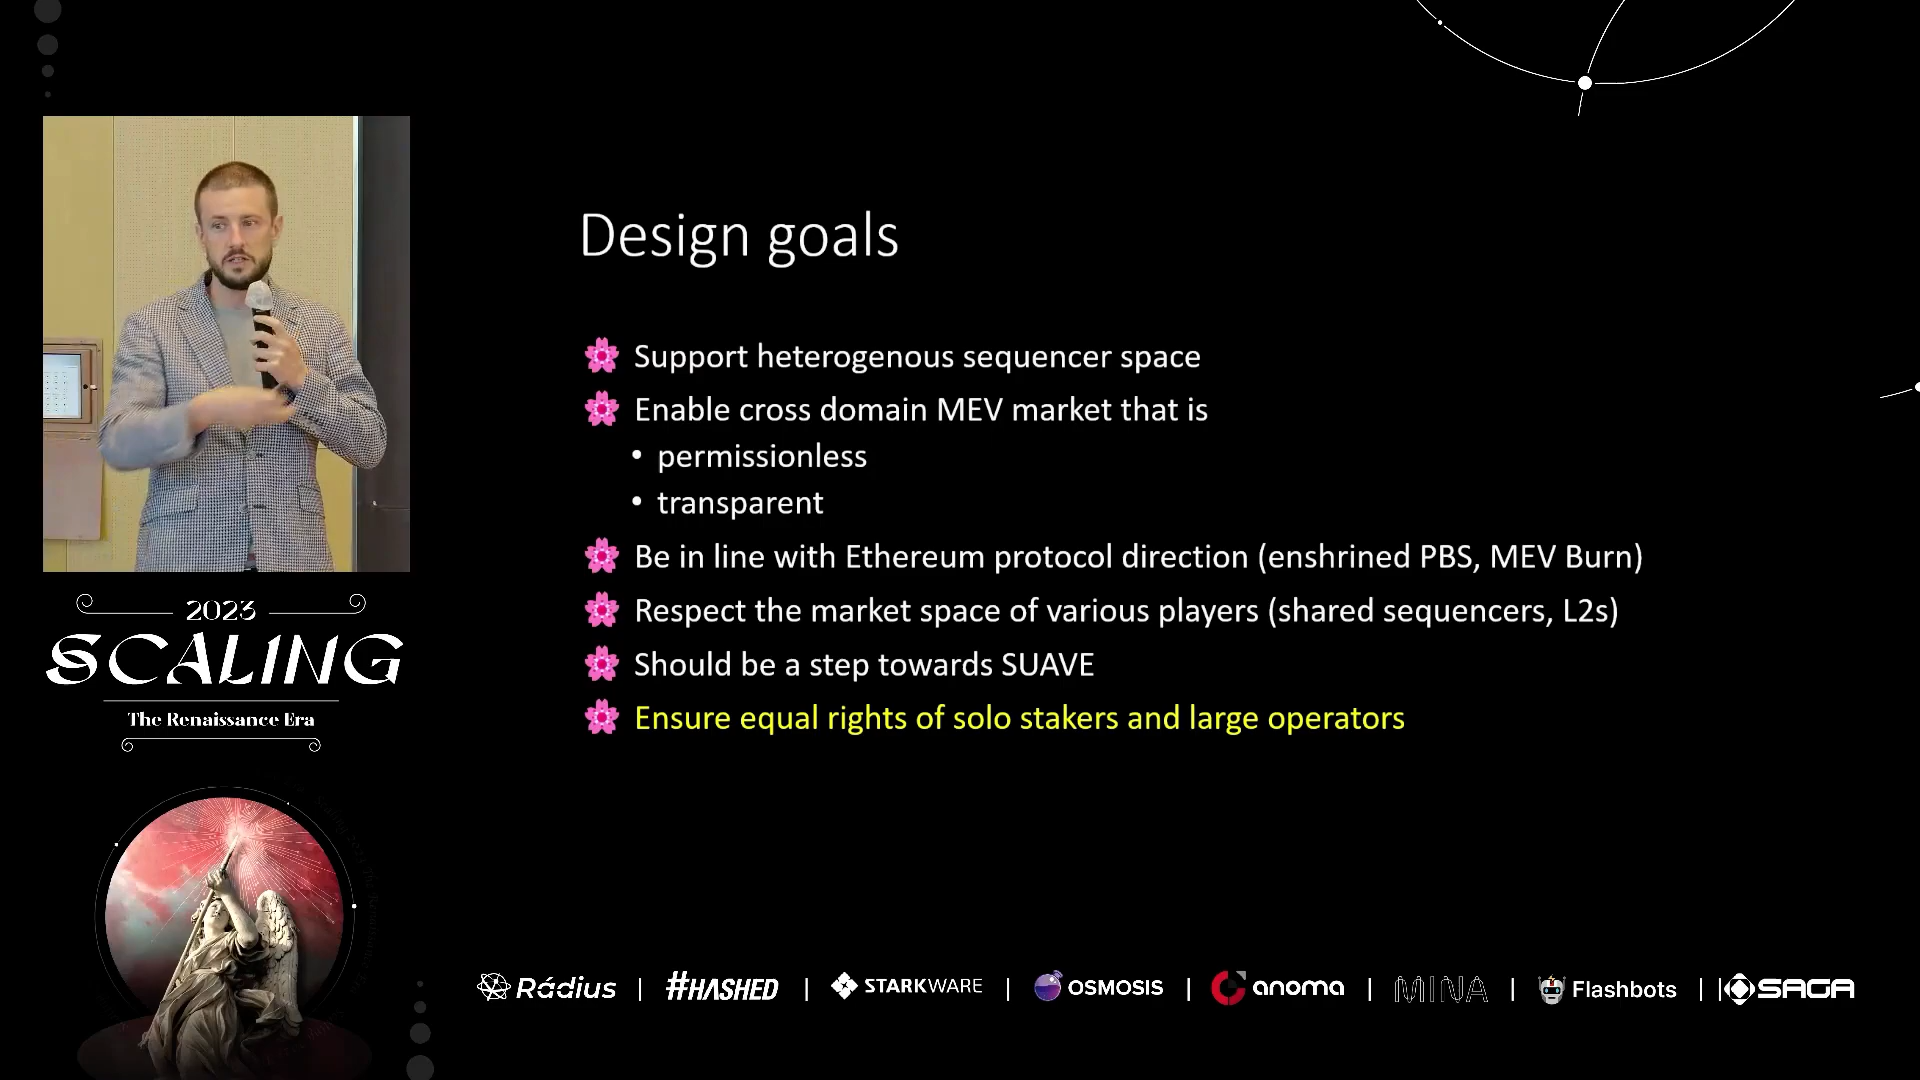 2023
SCALING
The Renaissance Era
Design goals
Support heterogenous sequencer space
Enable cross domain MEV market that is
• permissionless
• transparent
Be in line with Ethereum protocol direction (enshrined PBS, MEV Burn)
Respect the market space of various players (shared sequencers, L2s)
Should be a step towards SUAVE
Ensure equal rights of solo stakers and large operators
Rádius | #HASHED | STARKWARE | OSMOSIS | anoma | MINA | Flashbots | | SAGA